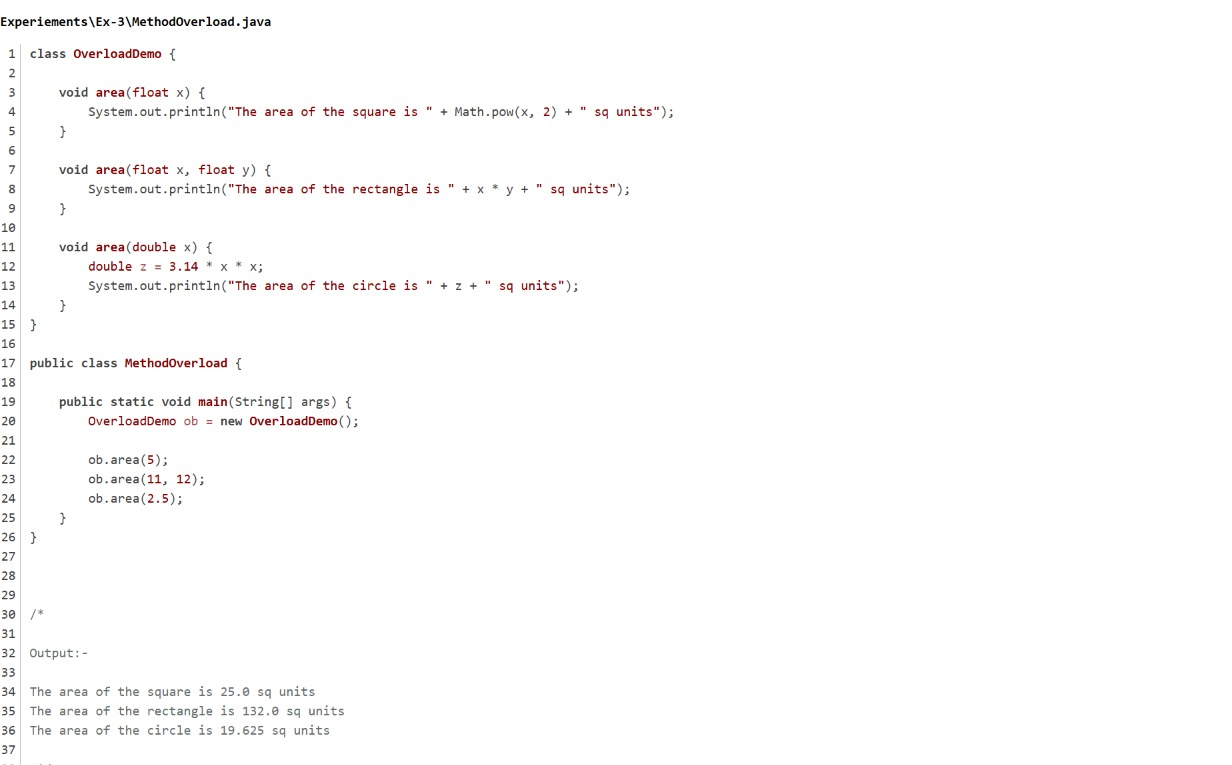 Experiements\Ex-3\MethodOverload.java
1 class OverloadDemo {
2
3     void area(float x) {
4         System.out.println("The area of the square is " + Math.pow(x, 2) + " sq units");
5     }
6
7     void area(float x, float y) {
8         System.out.println("The area of the rectangle is " + x * y + " sq units");
9     }
10
11     void area(double x) {
12         double z = 3.14 * x * x;
13         System.out.println("The area of the circle is " + z + " sq units");
14     }
15 }
16
17 public class MethodOverload {
18
19     public static void main(String[] args) {
20         OverloadDemo ob = new OverloadDemo();
21
22         ob.area(5);
23         ob.area(11, 12);
24         ob.area(2.5);
25     }
26 }
27
28
29
30 /*
31
32 Output:-
33
34 The area of the square is 25.0 sq units
35 The area of the rectangle is 132.0 sq units
36 The area of the circle is 19.625 sq units
37